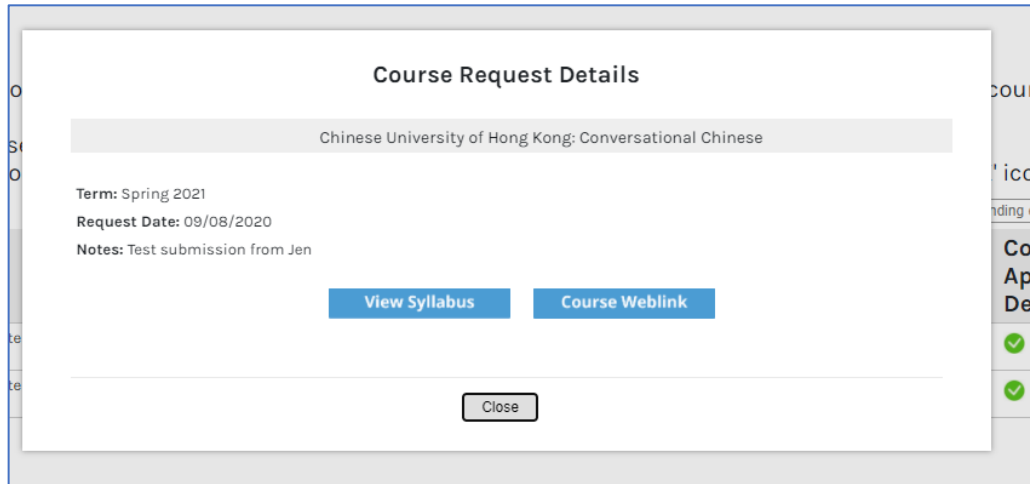 Course Request Details
Chinese University of Hong Kong: Conversational Chinese
Term: Spring 2021
Request Date: 09/08/2020
Notes: Test submission from Jen
View Syllabus Course Weblink
Close